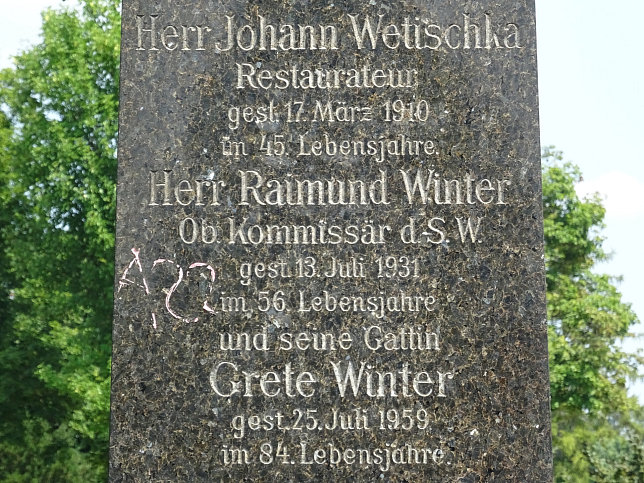 Herr Johann Wetischka
Restaurateur
gest. 17. März 1910
im 45. Lebensjahre.
Herr Raimund Winter
Ob. Kommissär d. S. W.
gest. 13. Juli 1931
im 56. Lebensjahre
und seine Gattin
Grete Winter
gest. 25. Juli 1959
im 84. Lebensjahre.